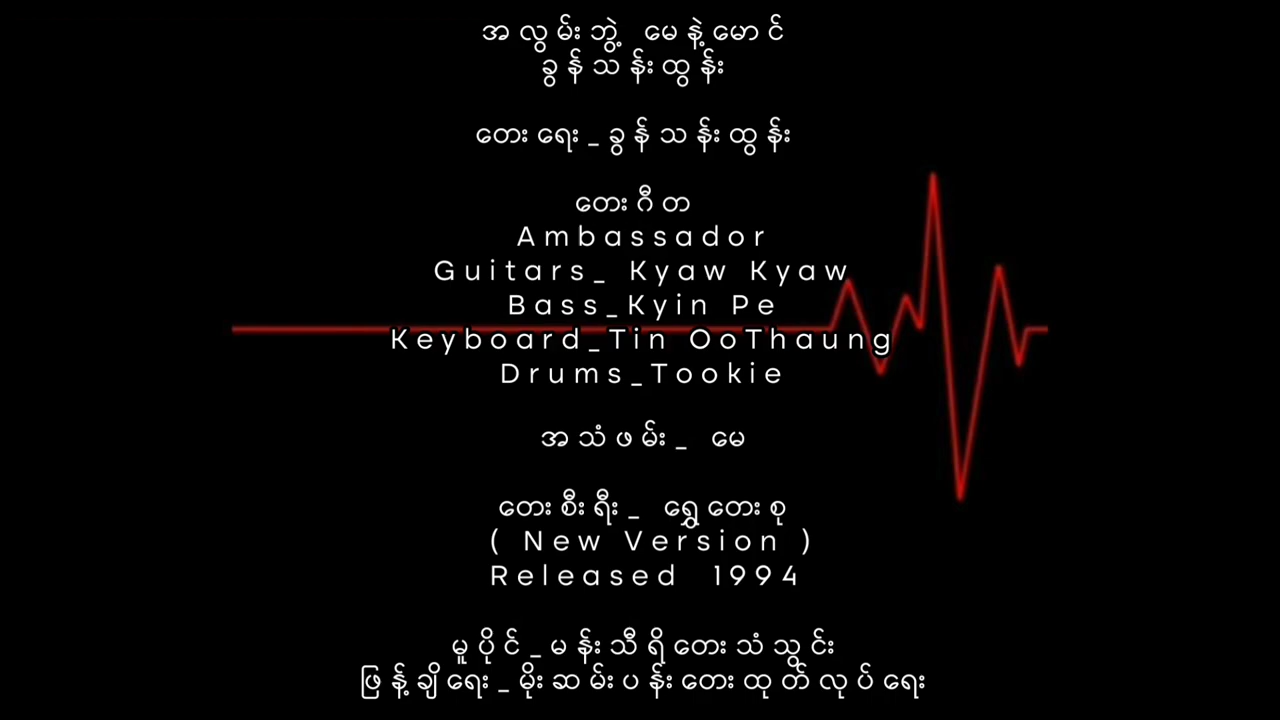 အလွမ်းဘွဲ့ မေနဲ့မောင်
ခွန်သန်းထွန်း
တေးရေး_ခွန်သန်းထွန်း
တေးဂီတ
Ambassador
Guitars_ Kyaw Kyaw
Bass_Kyin Pe
Keyboard_Tin OoThaung
Drums_Tookie
အသံဖမ်း_ မေ
တေးစီးရီး_ ရွှေတေးစု
( New Version )
Released 1994
မူပိုင်_မန်းသီရိတေးသံသွင်း
ဖြန့်ချိရေး_မိုးဆမ်းပန်းတေးထုတ်လုပ်ရေး